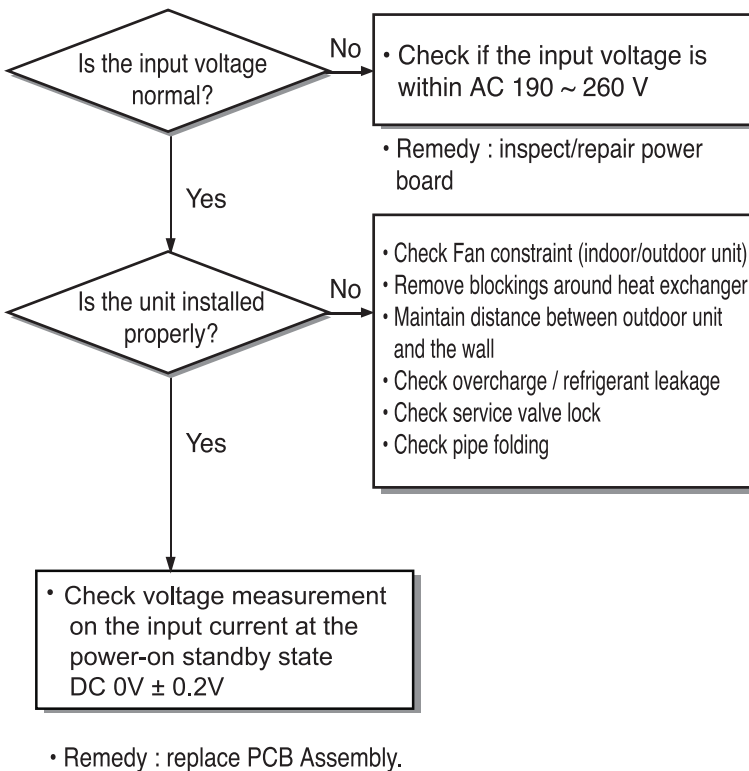 Is the input voltage
normal?
No
• Check if the input voltage is
within AC 190 ~ 260 V
• Remedy : inspect/repair power
board
Yes
Is the unit installed
properly?
No
• Check Fan constraint (indoor/outdoor unit)
• Remove blockings around heat exchanger
• Maintain distance between outdoor unit
and the wall
• Check overcharge / refrigerant leakage
• Check service valve lock
• Check pipe folding
Yes
• Check voltage measurement
on the input current at the
power-on standby state
DC 0V ± 0.2V
• Remedy : replace PCB Assembly.